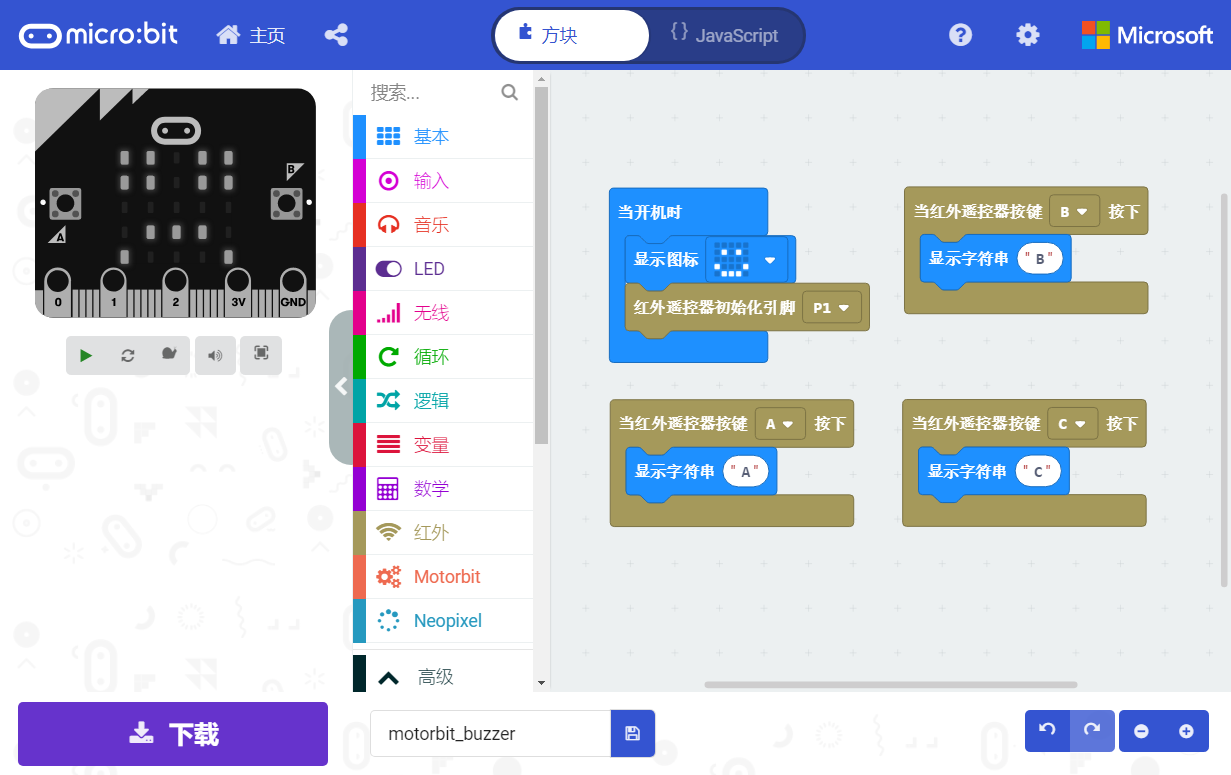 micro:bit
主页
方块
{} JavaScript
Microsoft
A
B
0
1
2
3V
GND
搜索...
基本
输入
音乐
LED
无线
循环
逻辑
变量
数学
红外
Motorbit
Neopixel
高级
当开机时
显示图标
红外遥控器初始化引脚 P1
当红外遥控器按键 B 按下
显示字符串 "B"
当红外遥控器按键 A 按下
显示字符串 "A"
当红外遥控器按键 C 按下
显示字符串 "C"
下载
motorbit_buzzer